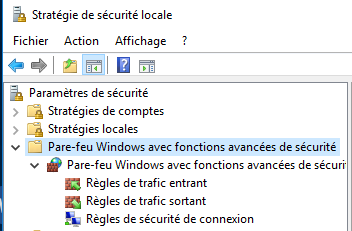 Stratégie de sécurité locale
Fichier Action Affichage ?
Paramètres de sécurité
Stratégies de comptes
Stratégies locales
Pare-feu Windows avec fonctions avancées de sécurité
Pare-feu Windows avec fonctions avancées de sécuri
Règles de trafic entrant
Règles de trafic sortant
Règles de sécurité de connexion